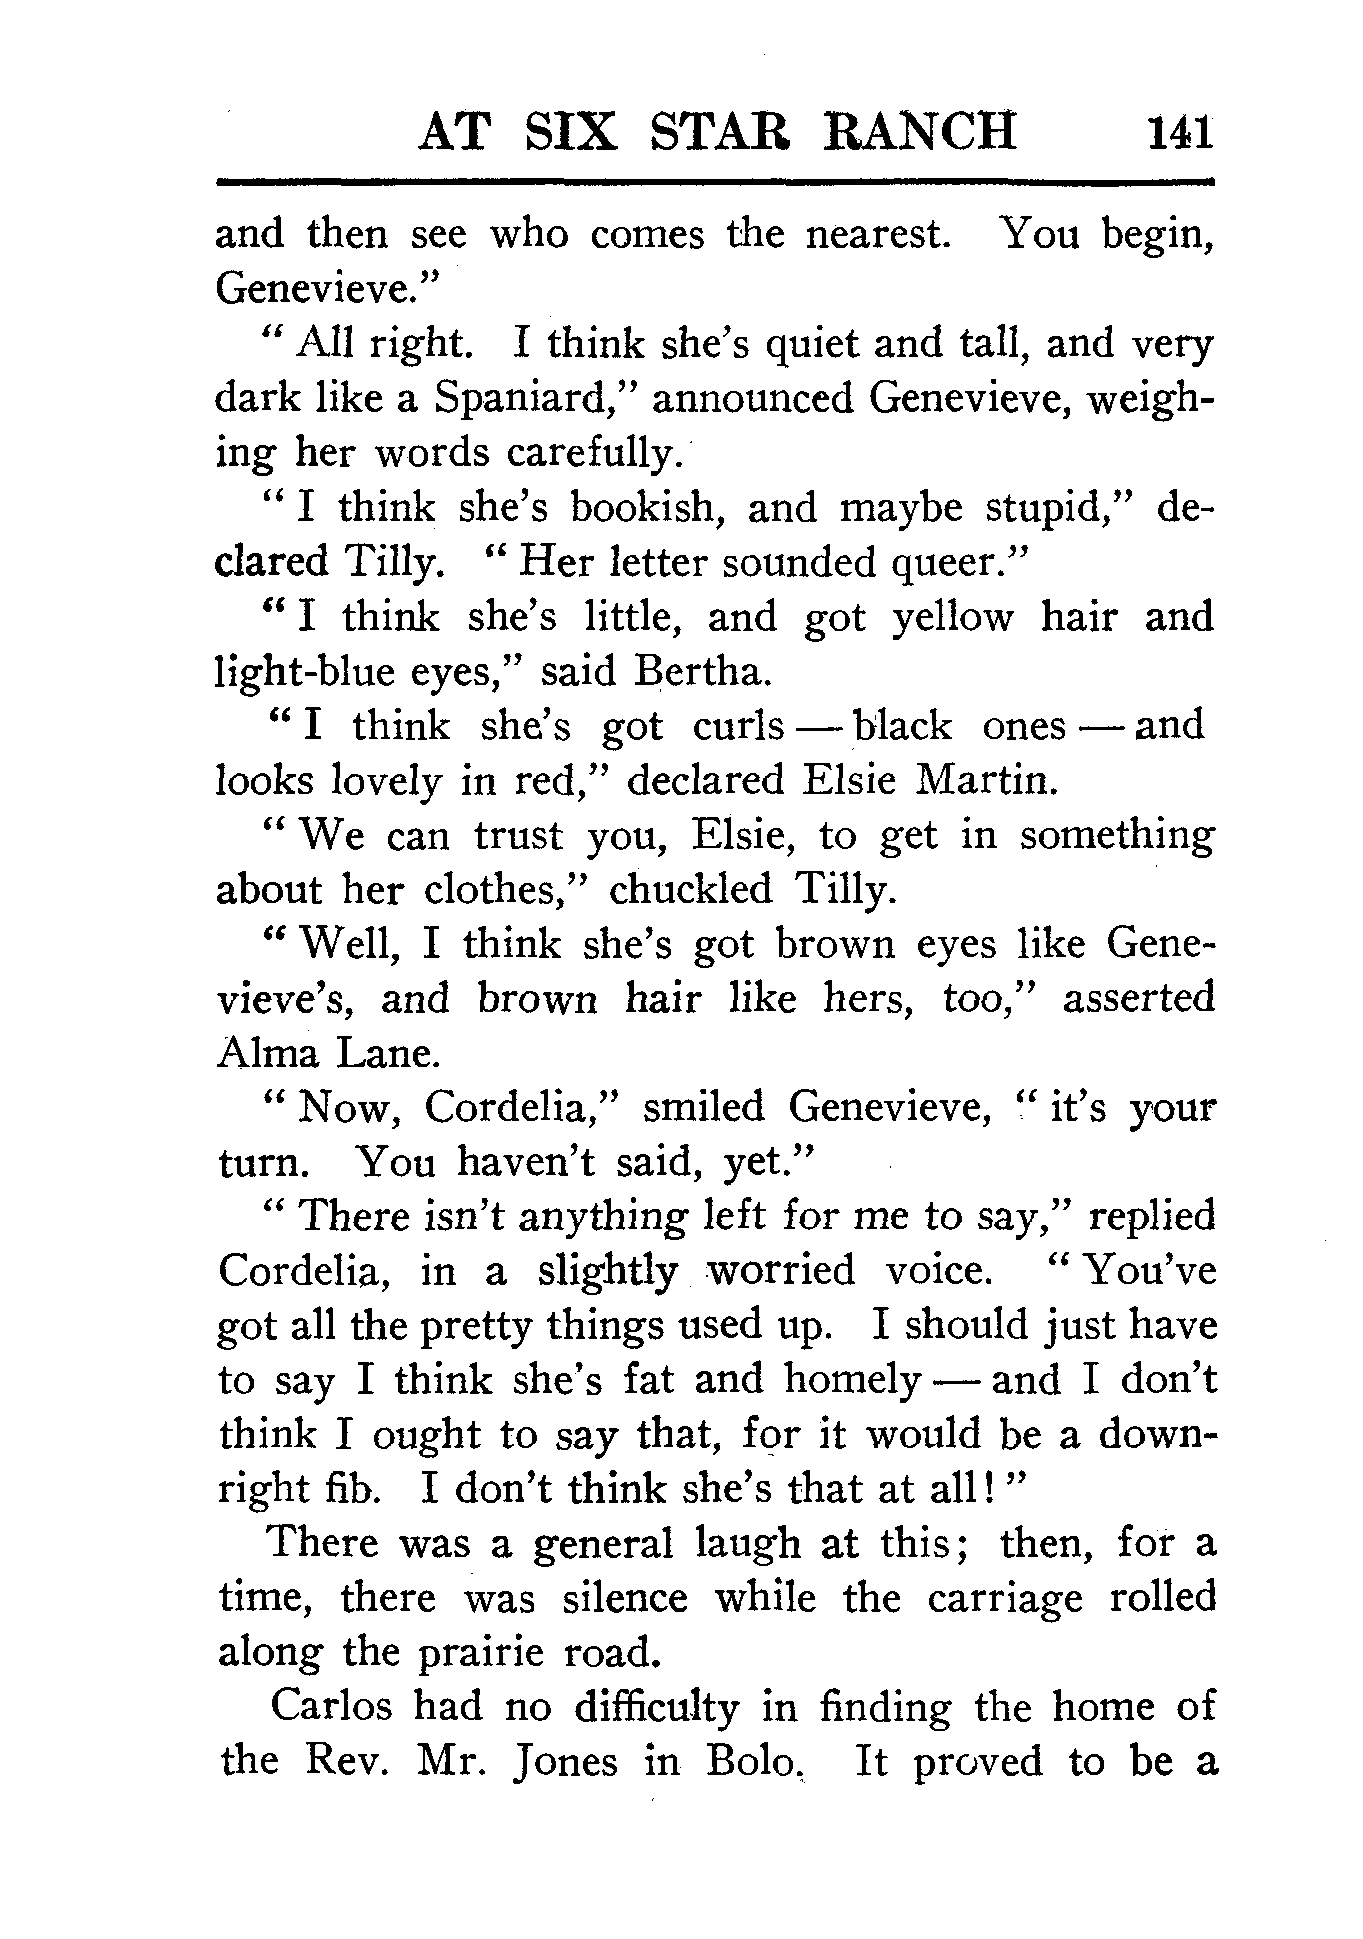 AT SIX STAR RANCH 141
and then see who comes the nearest. You begin,
Genevieve."
" All right. I think she's quiet and tall, and very
dark like a Spaniard," announced Genevieve, weigh-
ing her words carefully.
" I think she's bookish, and maybe stupid," de-
clared Tilly. " Her letter sounded queer."
" I think she's little, and got yellow hair and
light-blue eyes," said Bertha.
" I think she's got curls — black ones — and
looks lovely in red," declared Elsie Martin.
" We can trust you, Elsie, to get in something
about her clothes," chuckled Tilly.
" Well, I think she's got brown eyes like Gene-
vieve's, and brown hair like hers, too," asserted
Alma Lane.
" Now, Cordelia," smiled Genevieve, " it's your
turn. You haven't said, yet."
" There isn't anything left for me to say," replied
Cordelia, in a slightly worried voice. " You've
got all the pretty things used up. I should just have
to say I think she's fat and homely — and I don't
think I ought to say that, for it would be a down-
right fib. I don't think she's that at all! "
There was a general laugh at this; then, for a
time, there was silence while the carriage rolled
along the prairie road.
Carlos had no difficulty in finding the home of
the Rev. Mr. Jones in Bolo. It proved to be a